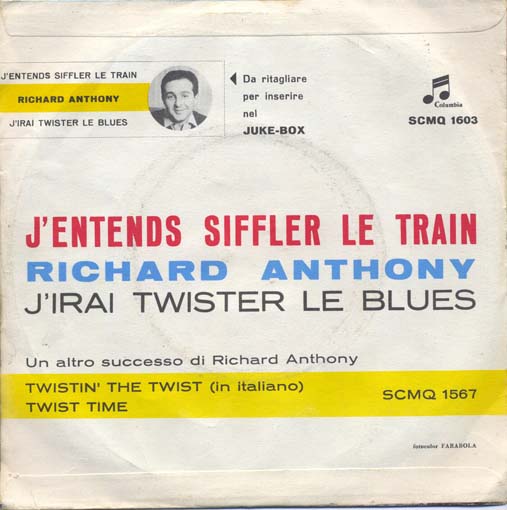 J'ENTENDS SIFFLER LE TRAIN
RICHARD ANTHONY
J'IRAI TWISTER LE BLUES
Da ritagliare
per inserire
nel
JUKE-BOX
Columbia
SCMQ 1603
J'ENTENDS SIFFLER LE TRAIN
RICHARD ANTHONY
J'IRAI TWISTER LE BLUES
Un altro successo di Richard Anthony
TWISTIN' THE TWIST (in italiano)
TWIST TIME
SCMQ 1567
fotocolor FARABOLA